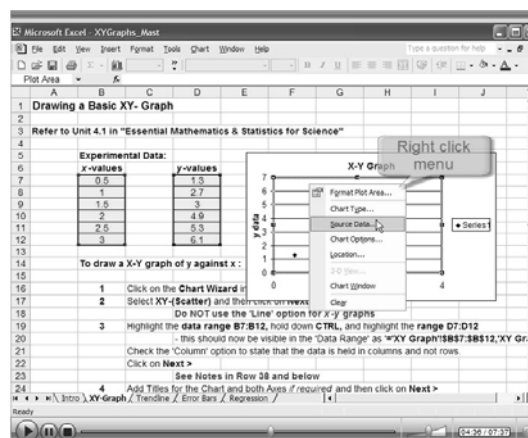 Microsoft Excel - XYGraphs_Mast
File Edit View Insert Format Tools Chart Window Help Type a question for help
Plot Area fx
A B C D E F G H I J
1 Drawing a Basic XY- Graph
2
3 Refer to Unit 4.1 in "Essential Mathematics & Statistics for Science"
4
5 Experimental Data:
6 x-values y-values
7 0.5 1.3
8 1 2.7
9 1.5 3
10 2 4.9
11 2.5 5.3
12 3 6.1
13
14 To draw a X-Y graph of y against x :
15
16 1 Click on the Chart Wizard
17 2 Select XY-(Scatter) and then click on Next
18 Do NOT use the 'Line' option for x-y graphs
19 3 Highlight the data range B7:B12, hold down CTRL, and highlight the range D7:D12
20 - this should now be visible in the 'Data Range' as '='XY Graph'!$B$7:$B$12,'XY Gra
21 Check the 'Column' option to state that the data is held in columns and not rows
22 Click on Next >
23 See Notes in Row 38 and below
24 4 Add Titles for the Chart and both Axes if required and then click on Next >
X-Y Graph
y data
7
6
5
4
3
2
1
0
0 4
Series1
Right click
menu
Format Plot Area...
Chart Type...
Source Data...
Chart Options...
Location...
3-D View...
Chart Window
Clear
Intro XY-Graph Trendline Error Bars Regression
Ready
04:36 / 07:37